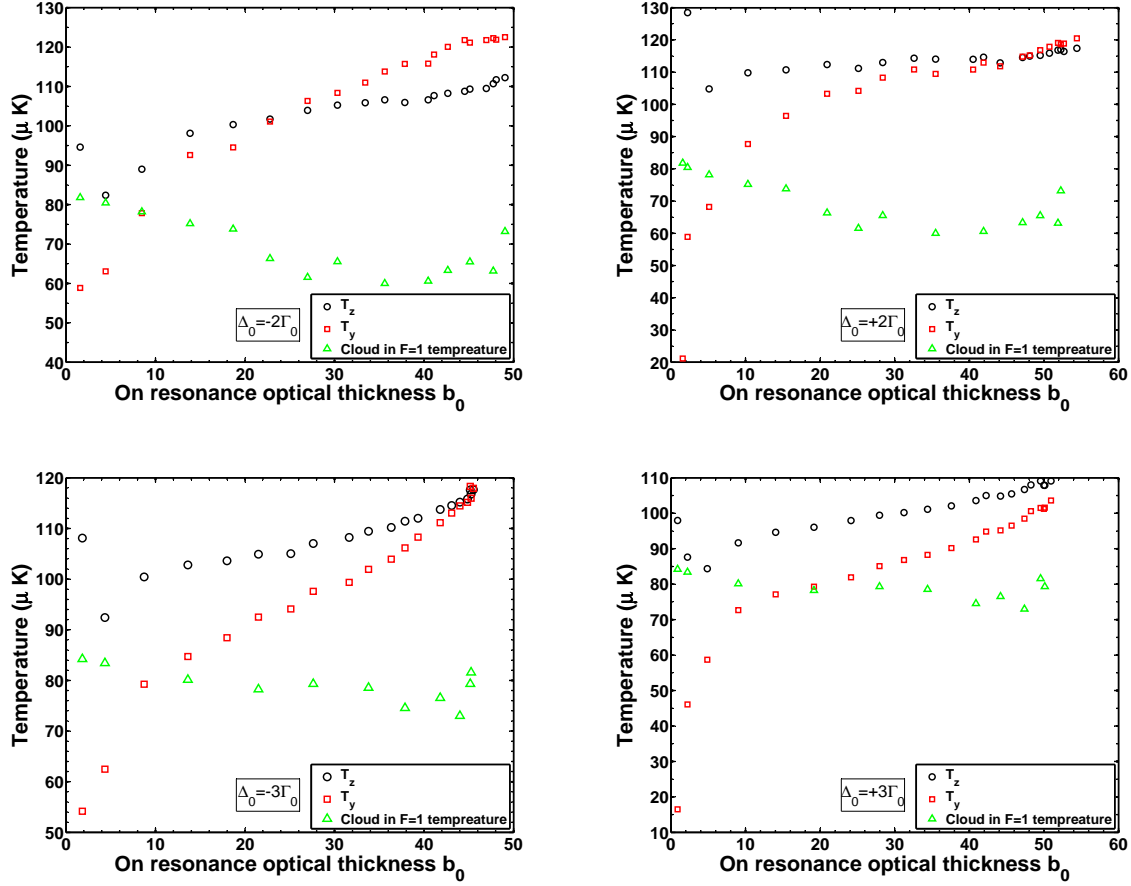 130
120
110
100
90
80
70
60
50
40
Temperature (μ K)
0 10 20 30 40 50
On resonance optical thickness b0
Δ0=-2Γ0
Tz
Ty
Cloud in F=1 tempreature
130
120
110
100
90
80
70
60
50
40
30
20
Temperature (μ K)
0 10 20 30 40 50 60
On resonance optical thickness b0
Δ0=+2Γ0
Tz
Ty
Cloud in F=1 tempreature
120
110
100
90
80
70
60
50
Temperature (μ K)
0 10 20 30 40 50
On resonance optical thickness b0
Δ0=-3Γ0
Tz
Ty
Cloud in F=1 tempreature
110
100
90
80
70
60
50
40
30
20
10
Temperature (μ K)
0 10 20 30 40 50 60
On resonance optical thickness b0
Δ0=+3Γ0
Tz
Ty
Cloud in F=1 tempreature